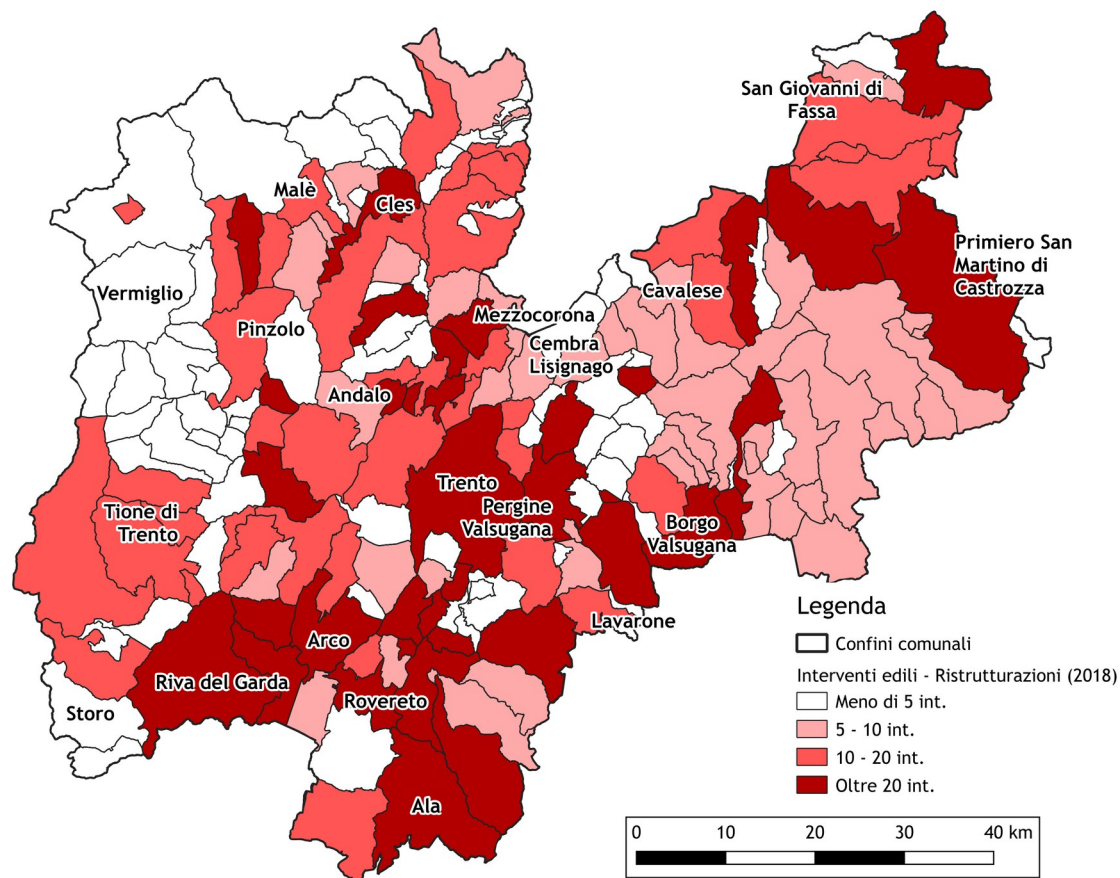 San Giovanni di
Fassa
Malè
Cles
Primiero San
Martino di
Castrozza
Vermiglio
Cavalese
Pinzolo
Mezzocorona
Cembra
Lisignago
Andalo
Trento
Pergine
Valsugana
Tione di
Trento
Borgo
Valsugana
Lavarone
Arco
Riva del Garda
Rovereto
Storo
Ala
Legenda
Confini comunali
Interventi edili - Ristrutturazioni (2018)
Meno di 5 int.
5 - 10 int.
10 - 20 int.
Oltre 20 int.
0 10 20 30 40 km